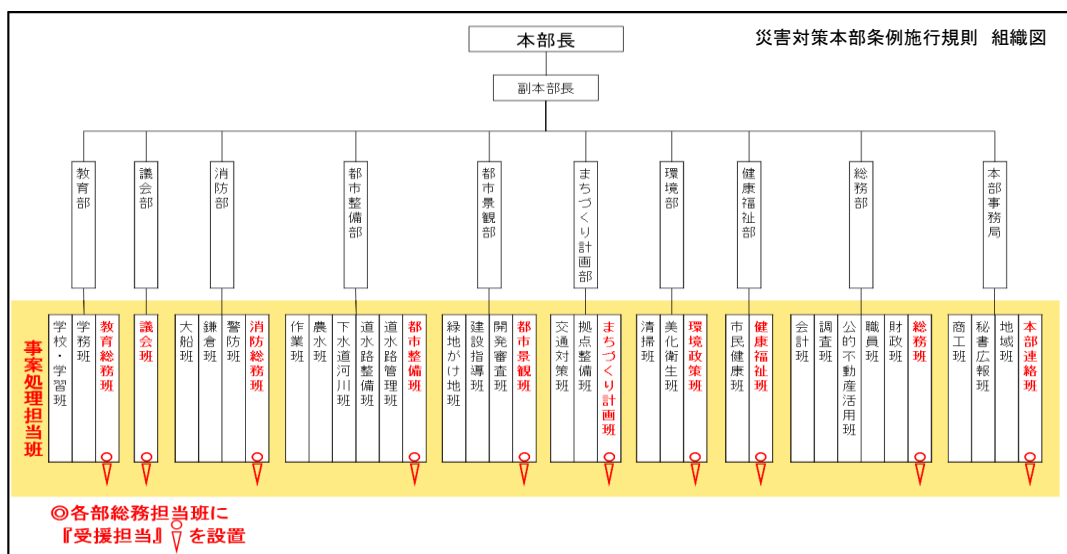 災害対策本部条例施行規則 組織図
本部長
副本部長
教育部
議会部
消防部
都市整備部
都市景観部
まちづくり計画部
環境部
健康福祉部
総務部
本部事務局
事案処理担当班
学校・学習班
学務班
教育総務班
議会班
大船班
鎌倉班
警防班
消防総務班
作業班
農水班
下水道河川班
道水路整備班
道水路管理班
都市整備班
緑地がけ地班
建設指導班
開発審査班
都市景観班
交通対策班
拠点整備班
まちづくり計画班
清掃班
美化衛生班
環境政策班
市民健康班
健康福祉班
会計班
調査班
公的不動産活用班
職員班
財政班
総務班
商工班
秘書広報班
地域班
本部連絡班
◎各部総務担当班に
『受援担当』を設置